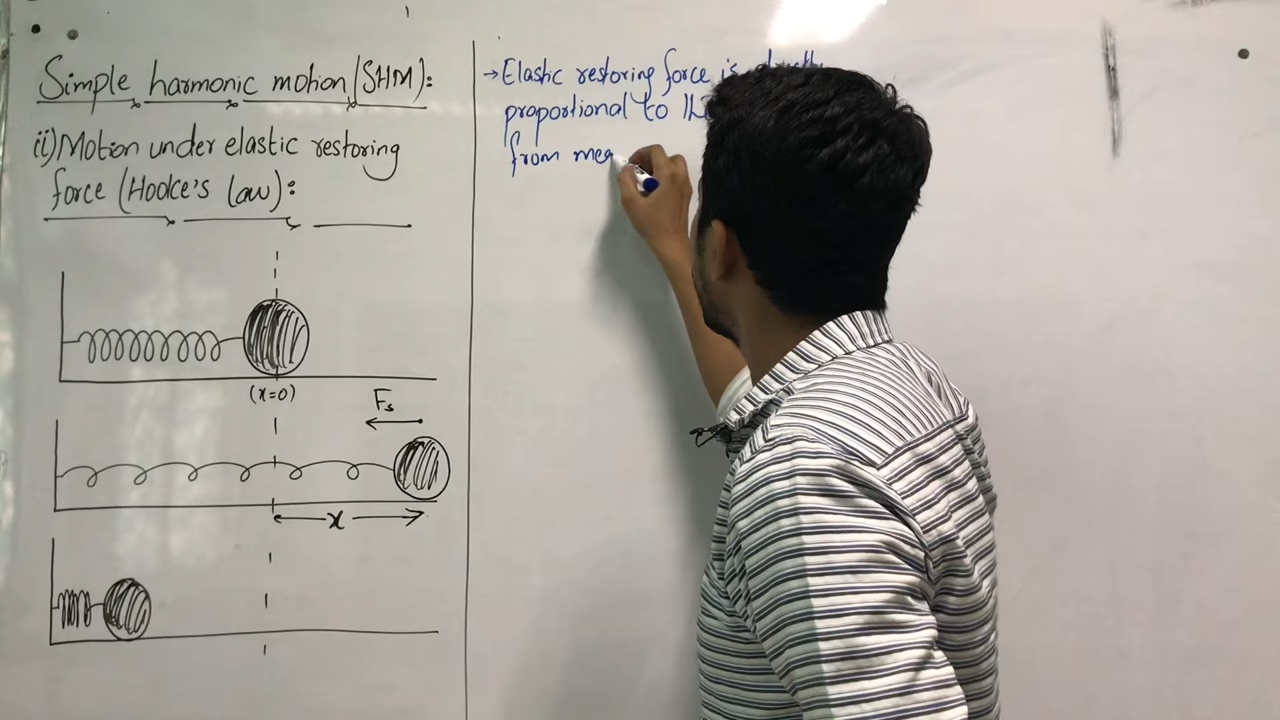 Simple harmonic motion (SHM):
ii) Motion under elastic restoring
force (Hooke's law):
(x=0)
Fs
x
→ Elastic restoring force is
proportional to
from mea